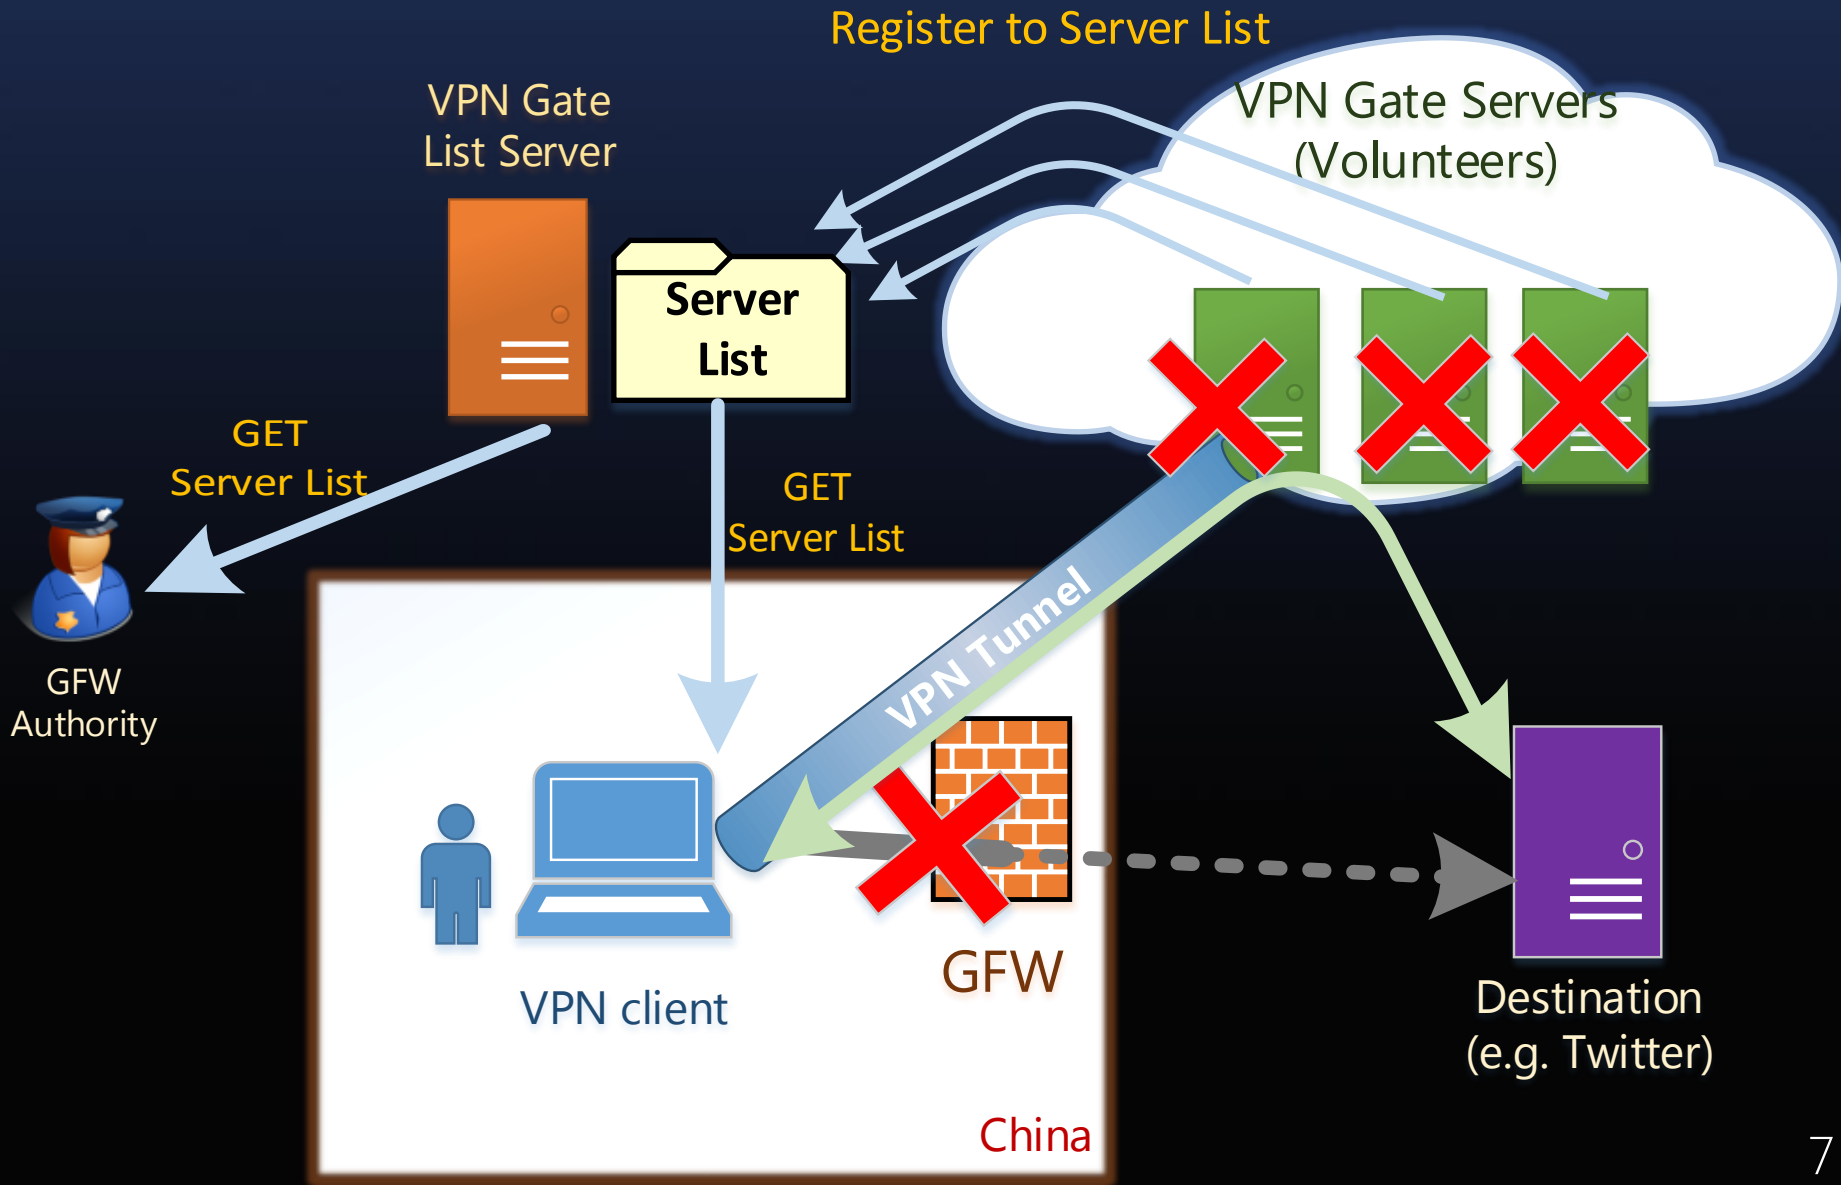 Register to Server List
VPN Gate
List Server
VPN Gate Servers
(Volunteers)
Server
List
GET
Server List
GET
Server List
GFW
Authority
VPN Tunnel
GFW
VPN client
Destination
(e.g. Twitter)
China
7